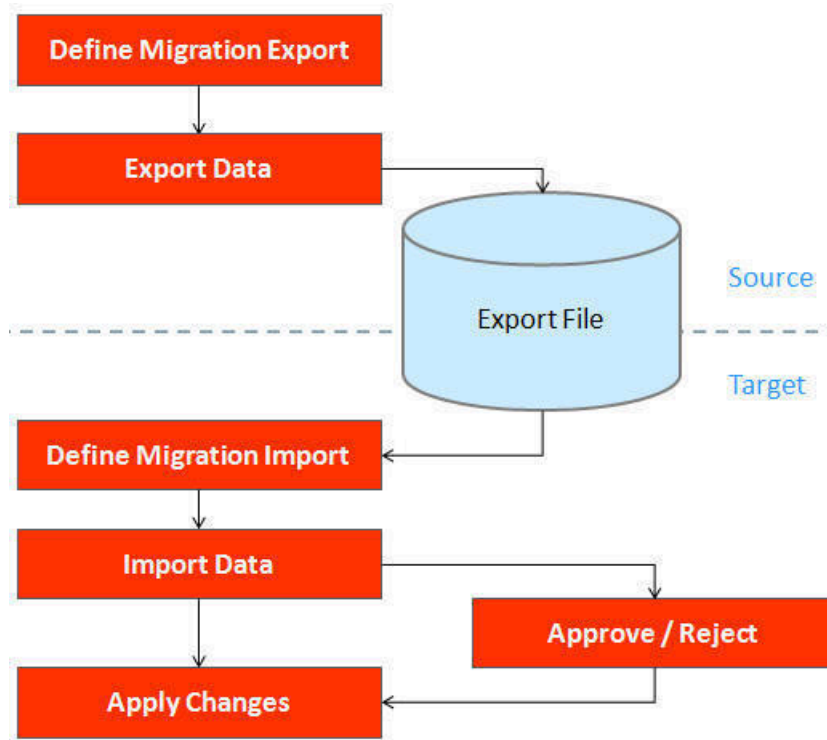 Define Migration Export
Export Data
Source
Export File
Target
Define Migration Import
Import Data
Approve / Reject
Apply Changes